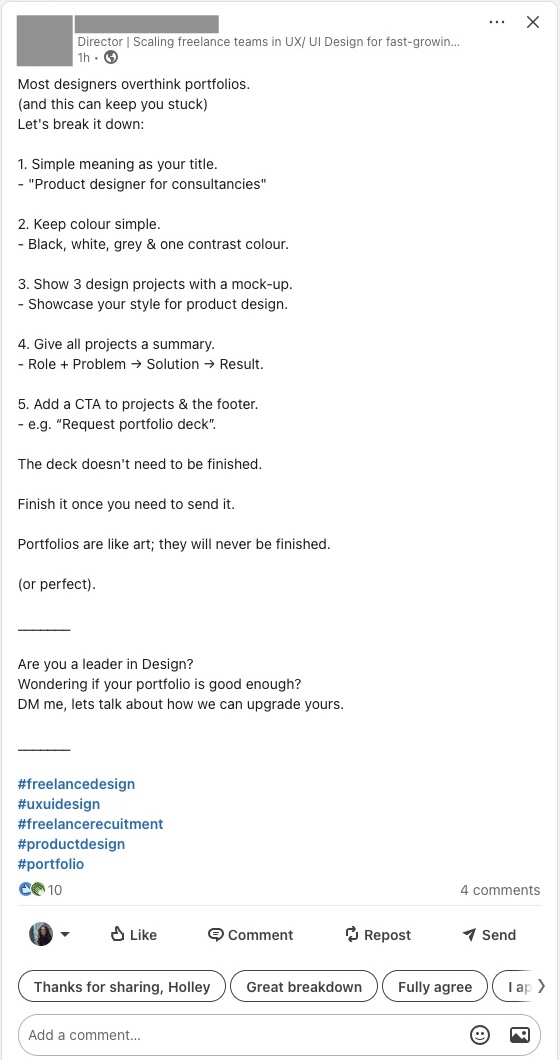 Director | Scaling freelance teams in UX/ UI Design for fast-growin...
1h •
Most designers overthink portfolios.
(and this can keep you stuck)
Let's break it down:
1. Simple meaning as your title.
- "Product designer for consultancies"
2. Keep colour simple.
- Black, white, grey & one contrast colour.
3. Show 3 design projects with a mock-up.
- Showcase your style for product design.
4. Give all projects a summary.
- Role + Problem → Solution → Result.
5. Add a CTA to projects & the footer.
- e.g. “Request portfolio deck”.
The deck doesn't need to be finished.
Finish it once you need to send it.
Portfolios are like art; they will never be finished.
(or perfect).
_______
Are you a leader in Design?
Wondering if your portfolio is good enough?
DM me, lets talk about how we can upgrade yours.
_______
#freelancedesign
#uxuidesign
#freelancerecuitment
#productdesign
#portfolio
10 4 comments
Like Comment Repost Send
Thanks for sharing, Holley Great breakdown Fully agree I ap
Add a comment...